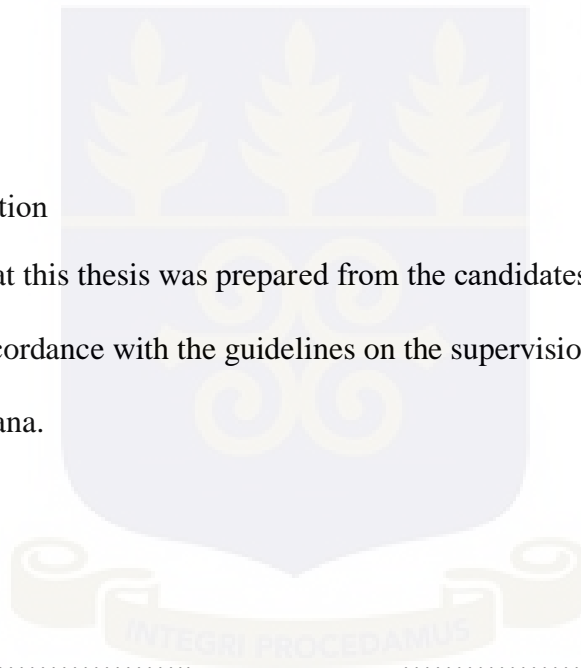 tion
at this thesis was prepared from the candidates
cordance with the guidelines on the supervisio
ana.
INTEGRI PROCEDAMUS